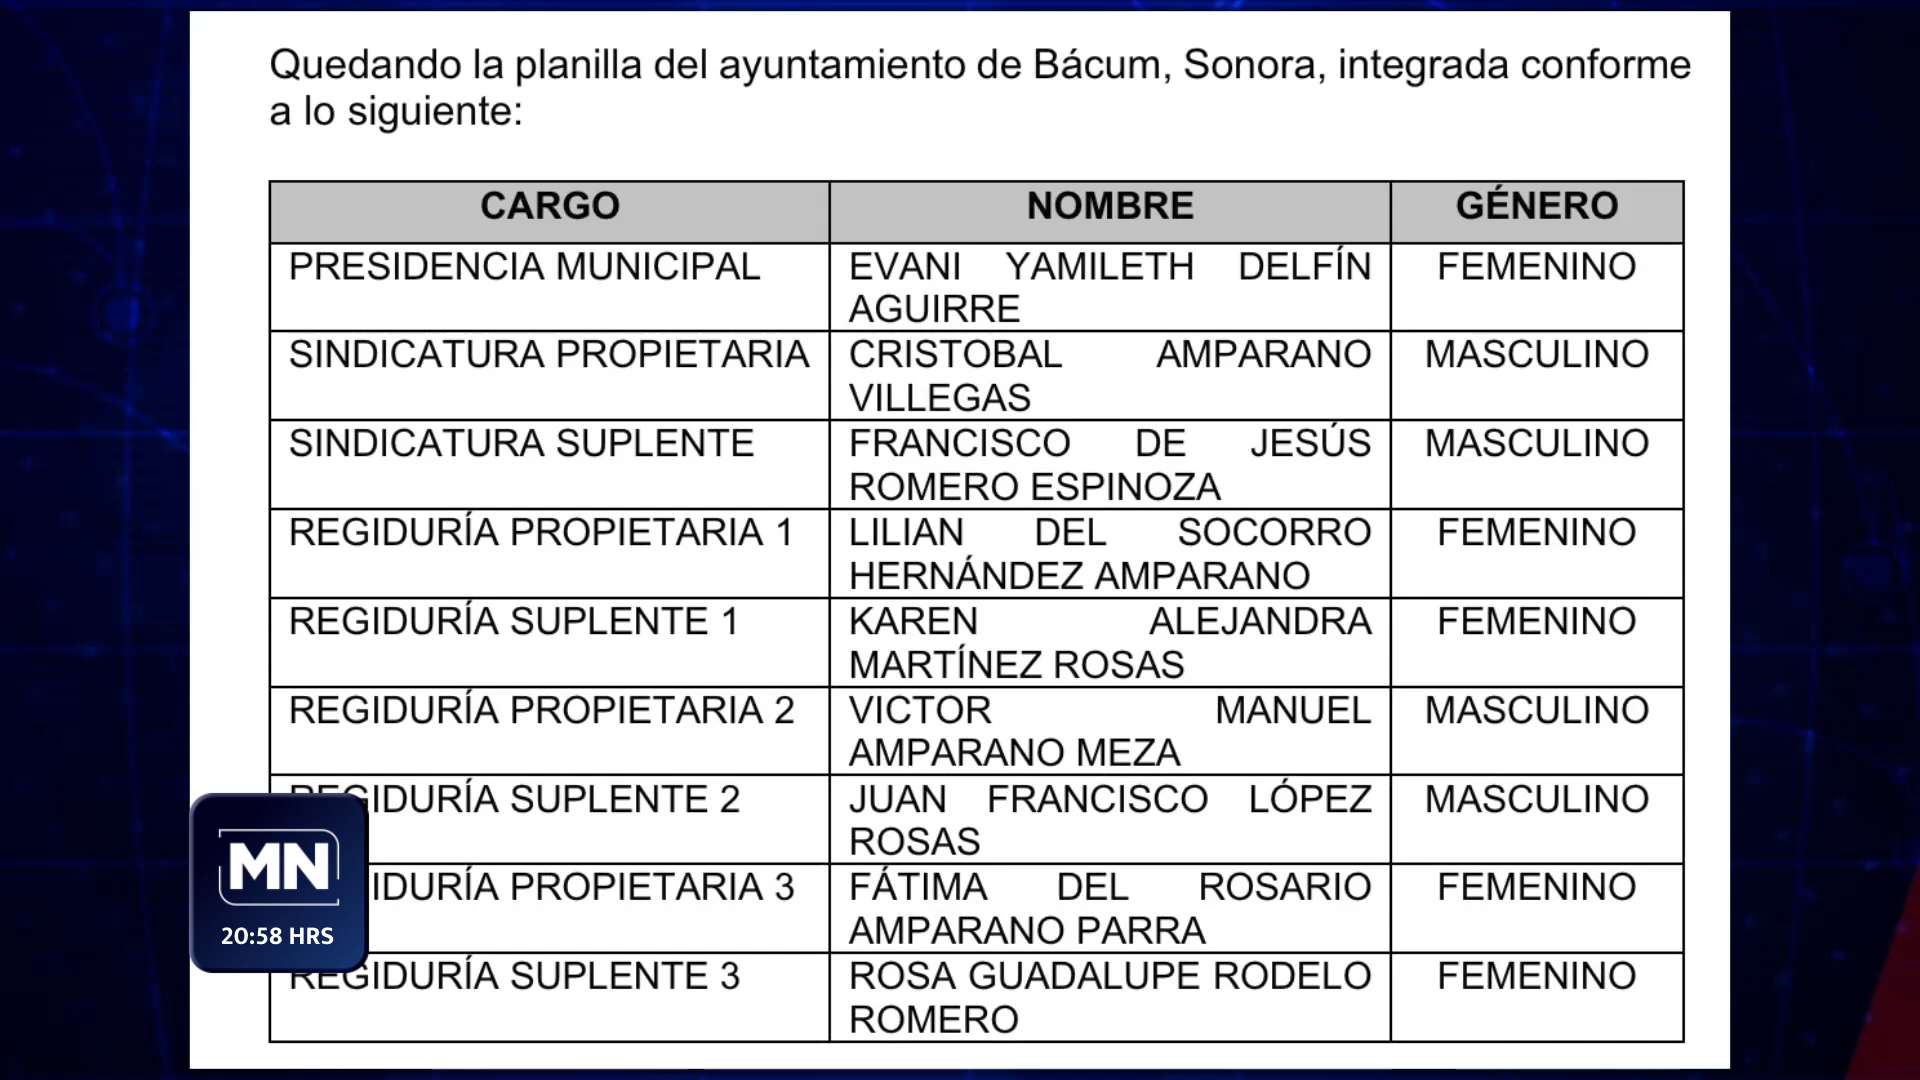 Quedando la planilla del ayuntamiento de Bácum, Sonora, integrada conforme
a lo siguiente:
CARGO NOMBRE GÉNERO
PRESIDENCIA MUNICIPAL EVANI YAMILETH DELFÍN FEMENINO
AGUIRRE
SINDICATURA PROPIETARIA CRISTOBAL AMPARANO MASCULINO
VILLEGAS
SINDICATURA SUPLENTE FRANCISCO DE JESÚS MASCULINO
ROMERO ESPINOZA
REGIDURÍA PROPIETARIA 1 LILIAN DEL SOCORRO FEMENINO
HERNÁNDEZ AMPARANO
REGIDURÍA SUPLENTE 1 KAREN ALEJANDRA FEMENINO
MARTÍNEZ ROSAS
REGIDURÍA PROPIETARIA 2 VICTOR MANUEL MASCULINO
AMPARANO MEZA
REGIDURÍA SUPLENTE 2 JUAN FRANCISCO LÓPEZ MASCULINO
ROSAS
IDURÍA PROPIETARIA 3 FÁTIMA DEL ROSARIO FEMENINO
AMPARANO PARRA
REGIDURÍA SUPLENTE 3 ROSA GUADALUPE RODELO FEMENINO
ROMERO
MN
20:58 HRS